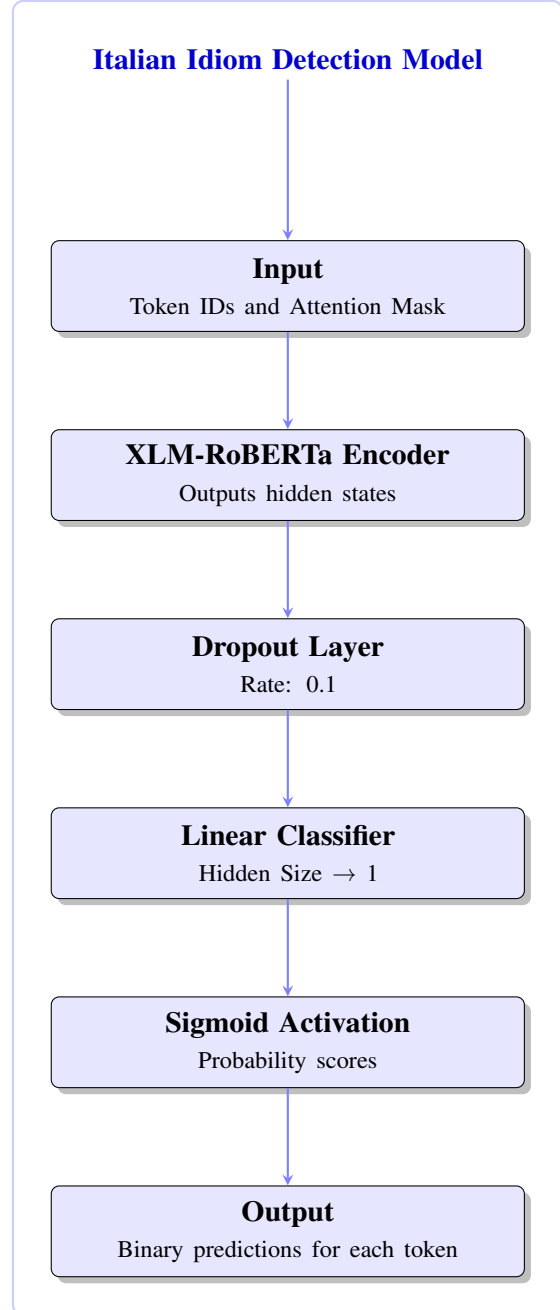 Italian Idiom Detection Model
Input
Token IDs and Attention Mask
XLM-RoBERTa Encoder
Outputs hidden states
Dropout Layer
Rate: 0.1
Linear Classifier
Hidden Size → 1
Sigmoid Activation
Probability scores
Output
Binary predictions for each token